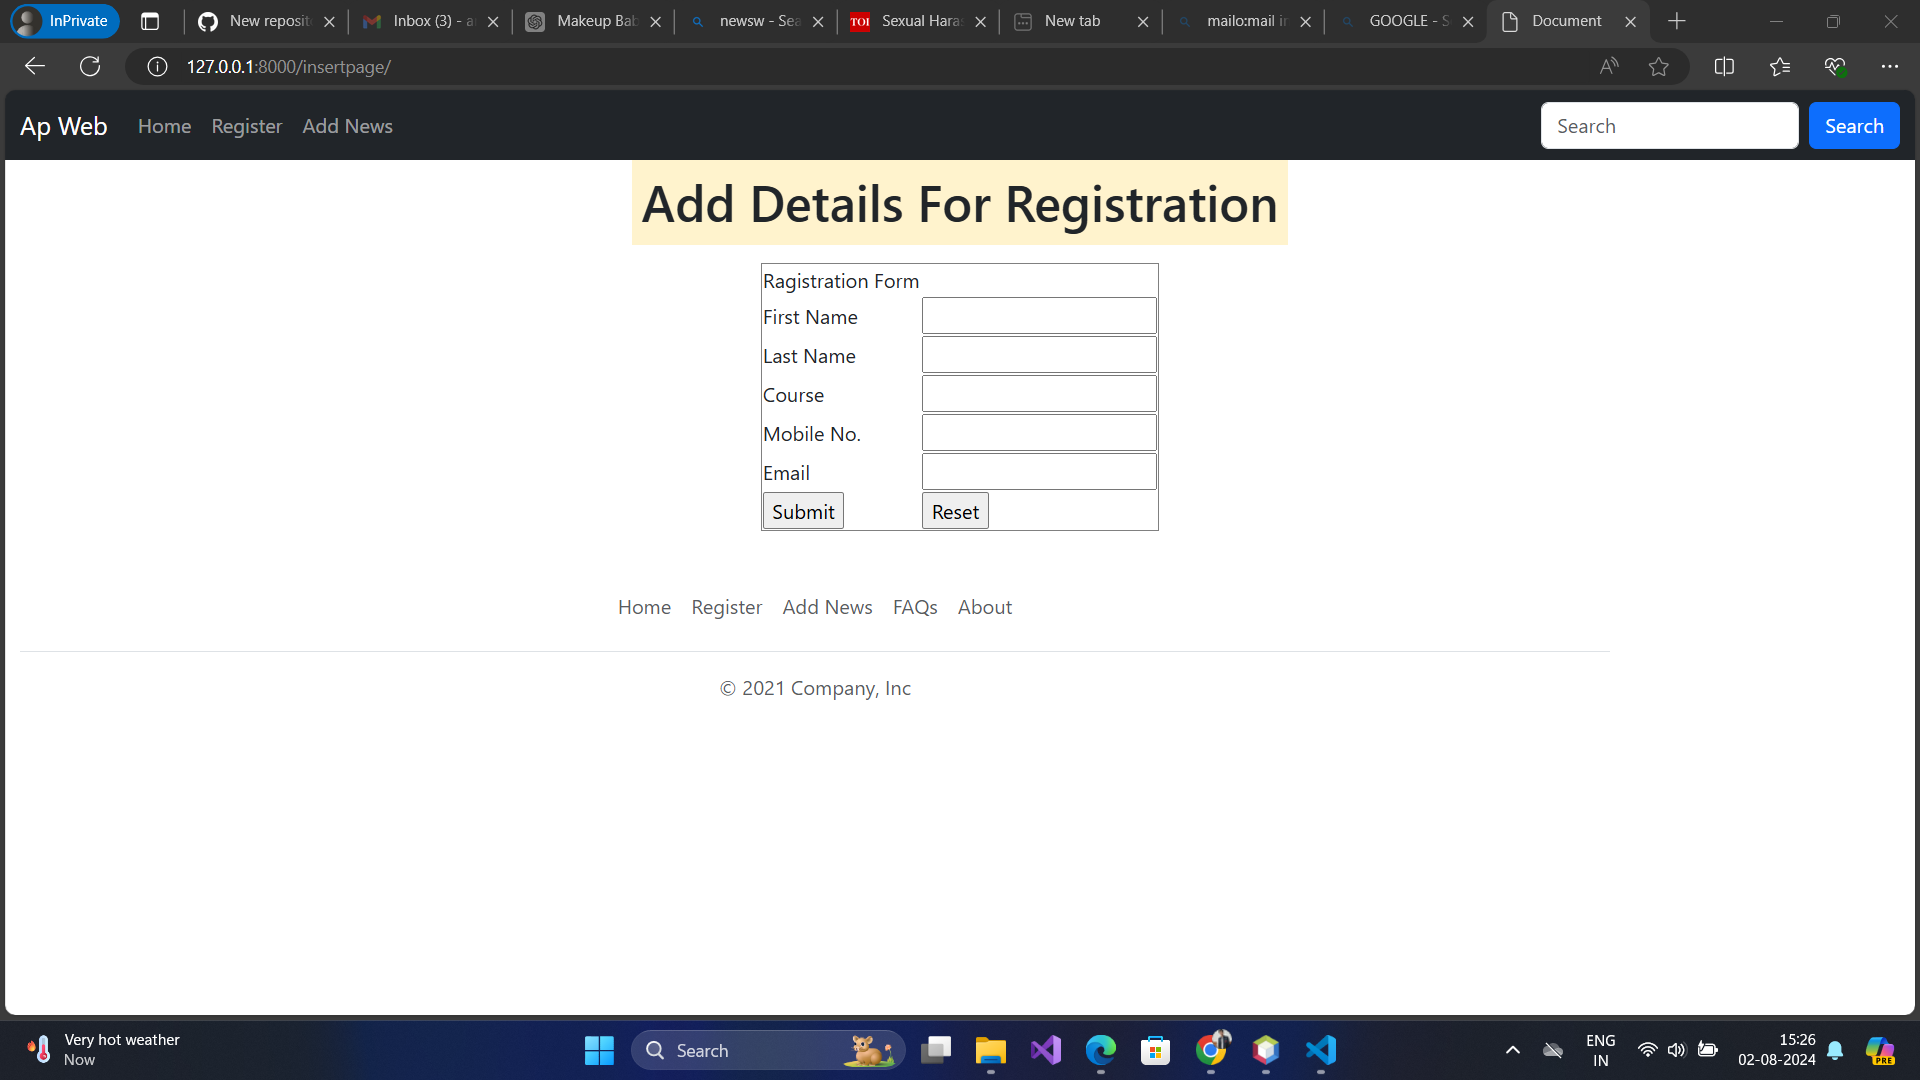 InPrivate
New reposit
Inbox (3) - a
Makeup Bab
newsw - Sea
TOI Sexual Hara
New tab
mailo:mail i
GOOGLE - S
Document
127.0.0.1:8000/insertpage/
Ap Web Home Register Add News Search Search
Add Details For Registration
Ragistration Form
First Name
Last Name
Course
Mobile No.
Email
Submit Reset
Home Register Add News FAQs About
© 2021 Company, Inc
Very hot weather
Now
Search
PRE
ENG
IN
15:26
02-08-2024